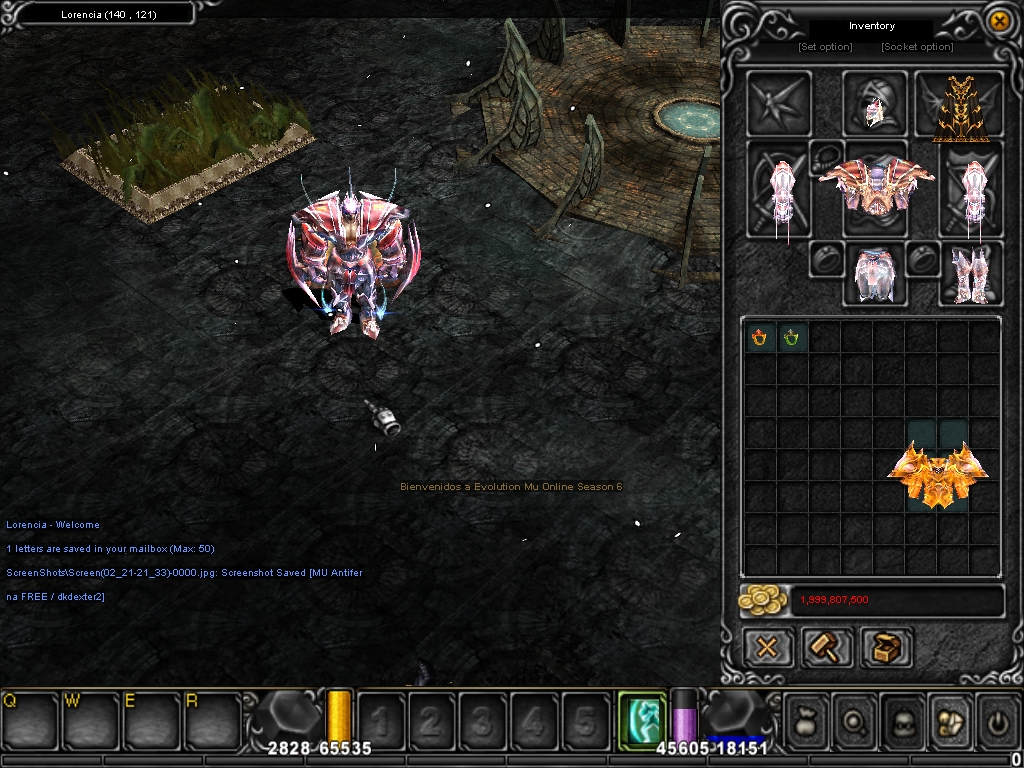 Lorencia (140 , 121)
Inventory
[Set option] [Socket option]
Bienvenidos a Evolution Mu Online Season 6
Lorencia - Welcome
1 letters are saved in your mailbox (Max: 50)
ScreenShots\Screen(02_21-21_33)-0000.jpg: Screenshot Saved [MU Antifer
na FREE / dkdexter2]
1,999,807,500
Q W E R 1 2 3 4 5
2828 65535 45605 18151
0